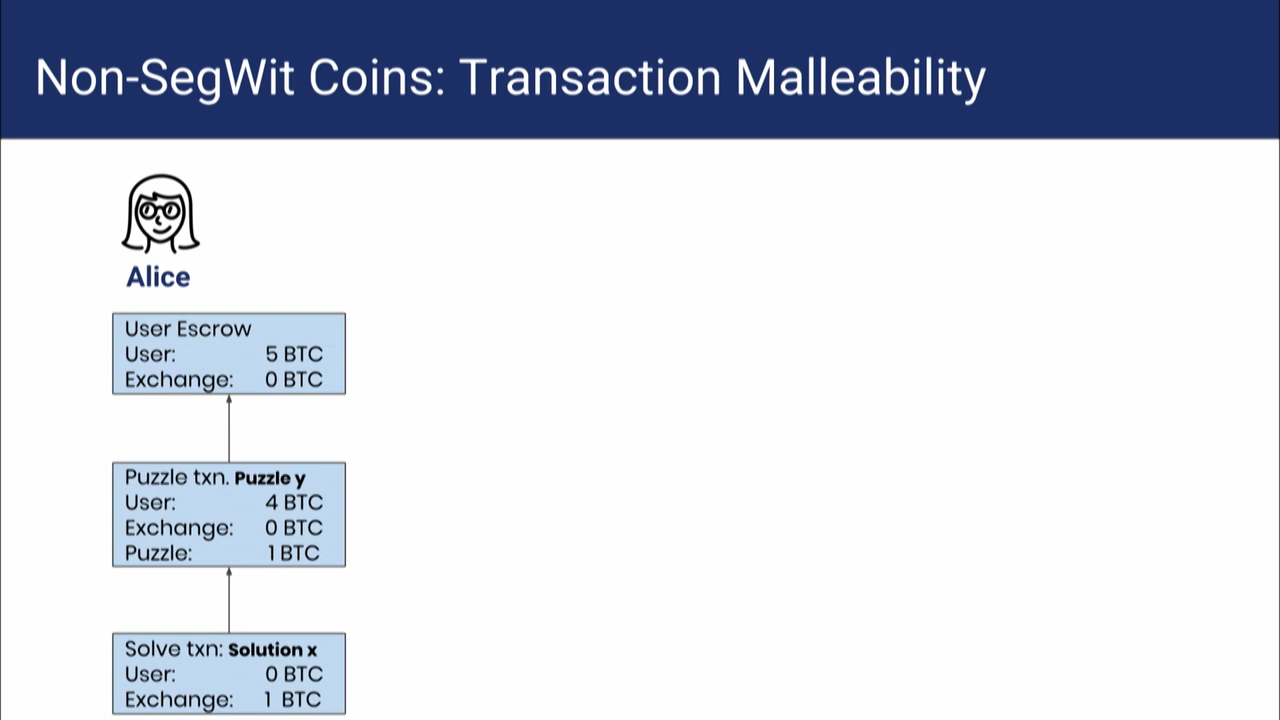 Non-SegWit Coins: Transaction Malleability
Alice
User Escrow
User: 5 BTC
Exchange: 0 BTC
Puzzle txn. Puzzle y
User: 4 BTC
Exchange: 0 BTC
Puzzle: 1 BTC
Solve txn: Solution x
User: 0 BTC
Exchange: 1 BTC